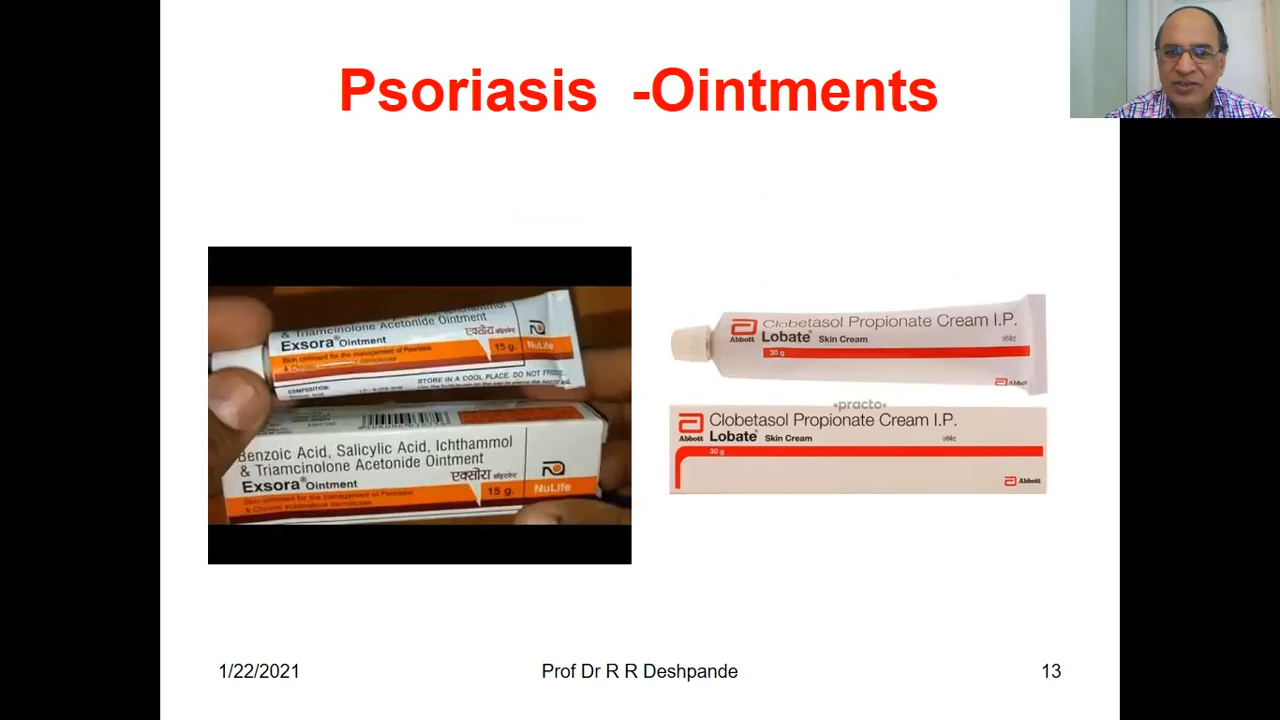 Psoriasis -Ointments
& Triamcinolone Acetonide Ointment
Exsora® Ointment
एक्सोरा
Skin ointment for the management of Psoriasis
15 g.
NuLife
COMPOSITION:
STORE IN A COOL PLACE. DO NOT
Benzoic Acid, Salicylic Acid, Ichthammol
& Triamcinolone Acetonide Ointment
Exsora® Ointment
एक्सोरा
Skin ointment for the management of Psoriasis
& Chronic
15 g.
NuLife
Clobetasol Propionate Cream I.P.
Abbott
Lobate® Skin Cream
लोबेट
30 g
Abbott
•practo•
Clobetasol Propionate Cream I.P.
Abbott
Lobate® Skin Cream
लोबेट
30 g
Abbott
1/22/2021
Prof Dr R R Deshpande
13